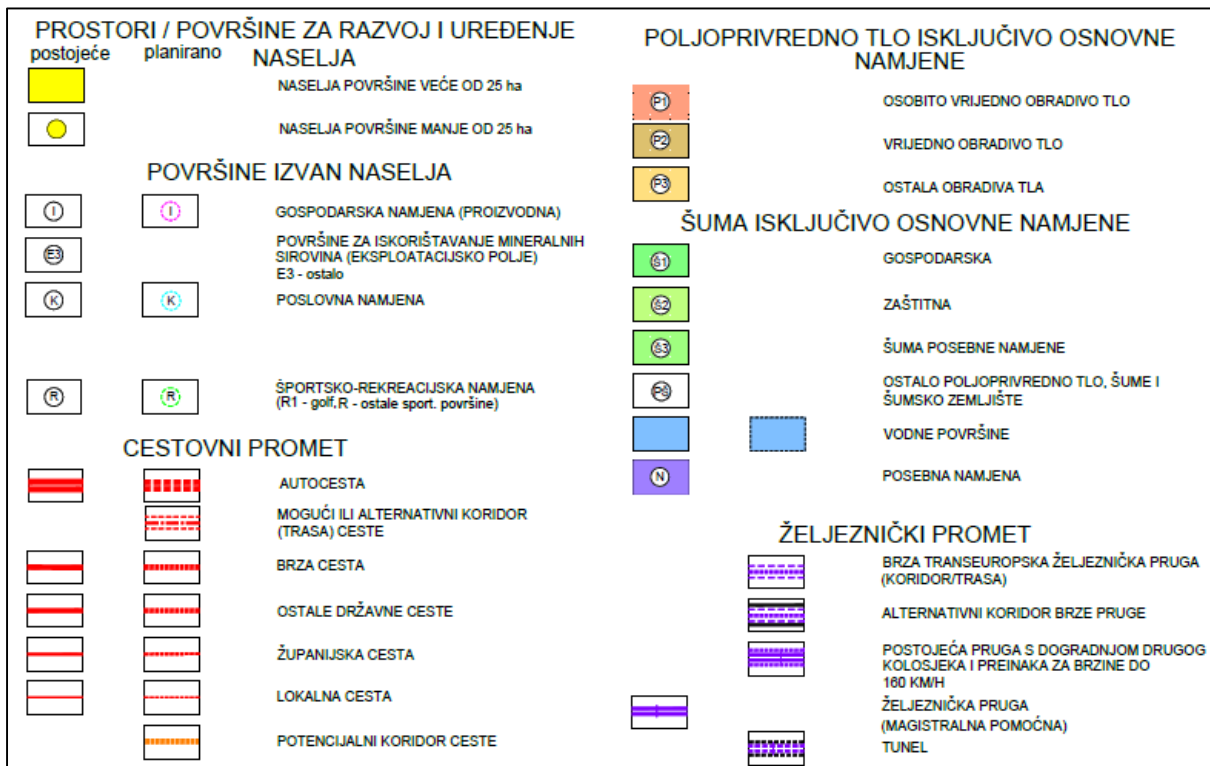 PROSTORI / POVRŠINE ZA RAZVOJ I UREĐENJE
NASELJA
postojeće planirano
NASELJA POVRŠINE VEĆE OD 25 ha
NASELJA POVRŠINE MANJE OD 25 ha
POVRŠINE IZVAN NASELJA
I I GOSPODARSKA NAMJENA (PROIZVODNA)
E3 POVRŠINE ZA ISKORIŠTAVANJE MINERALNIH
SIROVINA (EKSPLOATACIJSKO POLJE)
E3 - ostalo
K K POSLOVNA NAMJENA
R R ŠPORTSKO-REKREACIJSKA NAMJENA
(R1 - golf, R - ostale sport. površine)
CESTOVNI PROMET
AUTOCESTA
MOGUĆI ILI ALTERNATIVNI KORIDOR
(TRASA) CESTE
BRZA CESTA
OSTALE DRŽAVNE CESTE
ŽUPANIJSKA CESTA
LOKALNA CESTA
POTENCIJALNI KORIDOR CESTE
POLJOPRIVREDNO TLO ISKLJUČIVO OSNOVNE
NAMJENE
P1 OSOBITO VRIJEDNO OBRADIVO TLO
P2 VRIJEDNO OBRADIVO TLO
P3 OSTALA OBRADIVA TLA
ŠUMA ISKLJUČIVO OSNOVNE NAMJENE
Š1 GOSPODARSKA
Š2 ZAŠTITNA
Š3 ŠUMA POSEBNE NAMJENE
PŠ OSTALO POLJOPRIVREDNO TLO, ŠUME I
ŠUMSKO ZEMLJIŠTE
VODNE POVRŠINE
N POSEBNA NAMJENA
ŽELJEZNIČKI PROMET
BRZA TRANSEUROPSKA ŽELJEZNIČKA PRUGA
(KORIDOR/TRASA)
ALTERNATIVNI KORIDOR BRZE PRUGE
POSTOJEĆA PRUGA S DOGRADNJOM DRUGOG
KOLOSJEKA I PREINAKA ZA BRZINE DO
160 KM/H
ŽELJEZNIČKA PRUGA
(MAGISTRALNA POMOĆNA)
TUNEL